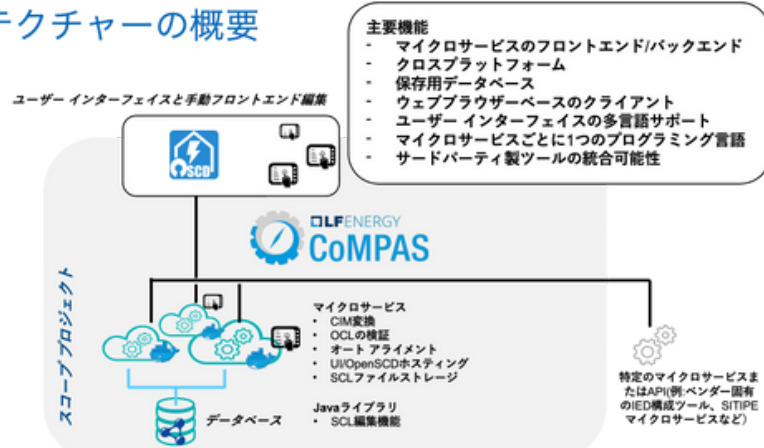 テクチャーの概要
主要機能
- マイクロサービスのフロントエンド/バックエンド
- クロスプラットフォーム
- 保存用データベース
- ウェブブラウザーベースのクライアント
- ユーザー インターフェイスの多言語サポート
- マイクロサービスごとに1つのプログラミング言語
- サードパーティ製ツールの統合可能性
ユーザー インターフェイスと手動フロントエンド編集
OSCD
LFENERGY
CoMPAS
スコープ プロジェクト
マイクロサービス
• CIM変換
• OCLの検証
• オート アライメント
• UI/OpenSCDホスティング
• SCLファイルストレージ
Javaライブラリ
• SCL編集機能
データベース
特定のマイクロサービスま
たはAPI(例:ベンダー固有
のIED構成ツール、SITIPE
マイクロサービスなど)